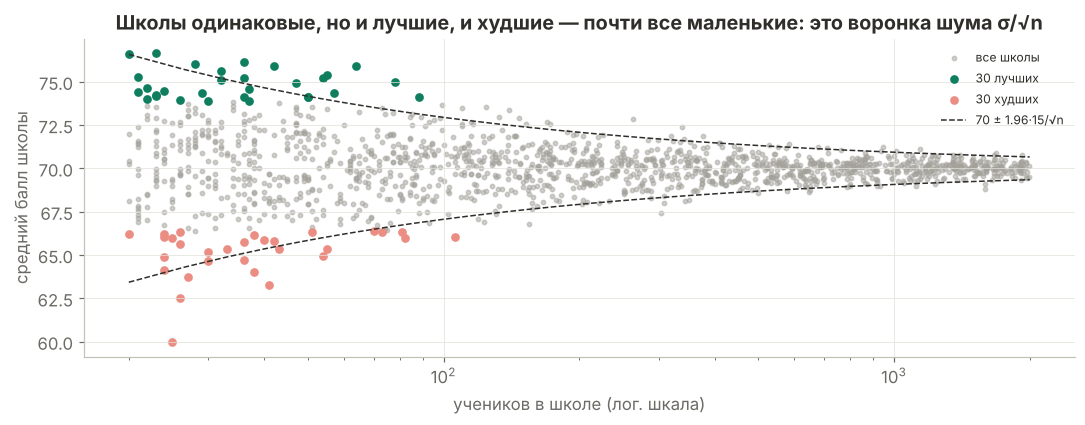 Школы одинаковые, но и лучшие, и худшие — почти все маленькие: это воронка шума σ/√n
все школы
30 лучших
30 худших
70 ± 1.96·15/√n
средний балл школы
75.0
72.5
70.0
67.5
65.0
62.5
60.0
10²
10³
учеников в школе (лог. шкала)